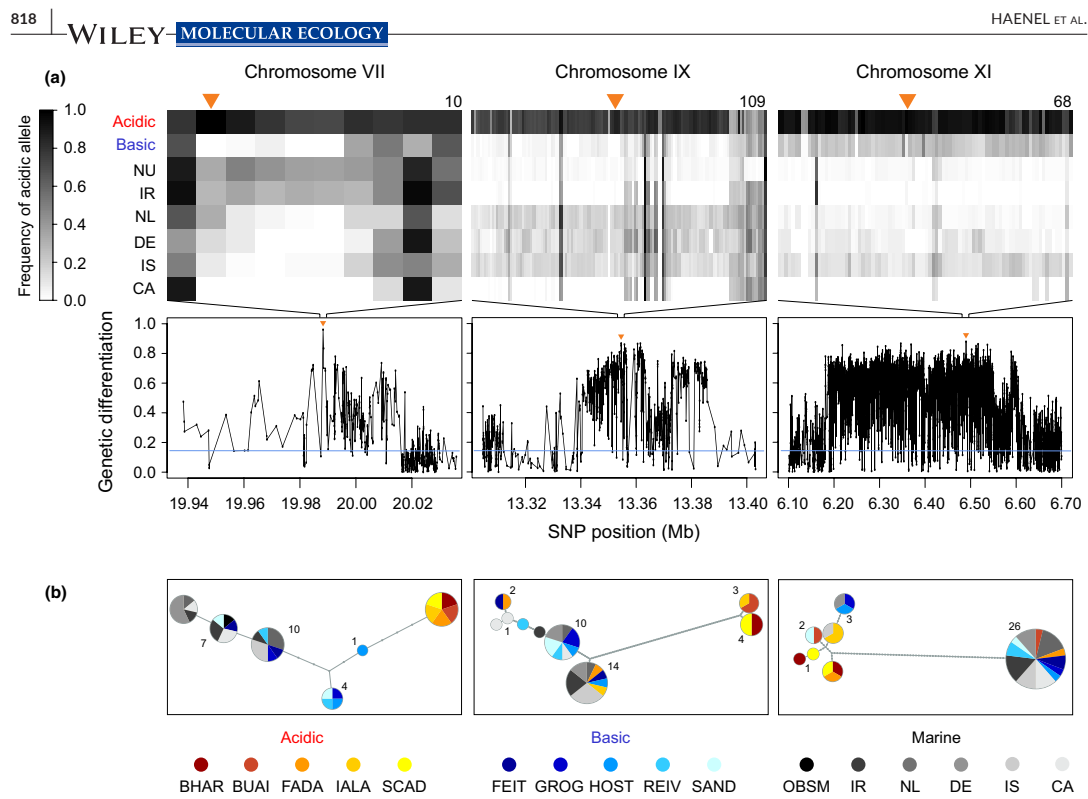 818
WILEY MOLECULAR ECOLOGY
HAENEL ET AL.
(a)
Chromosome VII
Chromosome IX
Chromosome XI
10
109
68
Frequency of acidic allele
1.0
0.8
0.6
0.4
0.2
0.0
Acidic
Basic
NU
IR
NL
DE
IS
CA
Genetic differentiation
1.0
0.8
0.6
0.4
0.2
0.0
19.94 19.96 19.98 20.00 20.02
13.32 13.34 13.36 13.38 13.40
6.10 6.20 6.30 6.40 6.50 6.60 6.70
SNP position (Mb)
(b)
7
10
4
1
2
1
10
14
3
4
2
1
3
26
Acidic
BHAR BUAI FADA IALA SCAD
Basic
FEIT GROG HOST REIV SAND
Marine
OBSM IR NL DE IS CA